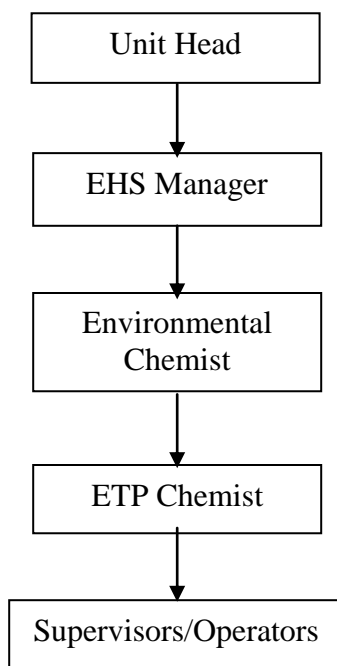 Unit Head
EHS Manager
Environmental
Chemist
ETP Chemist
Supervisors/Operators